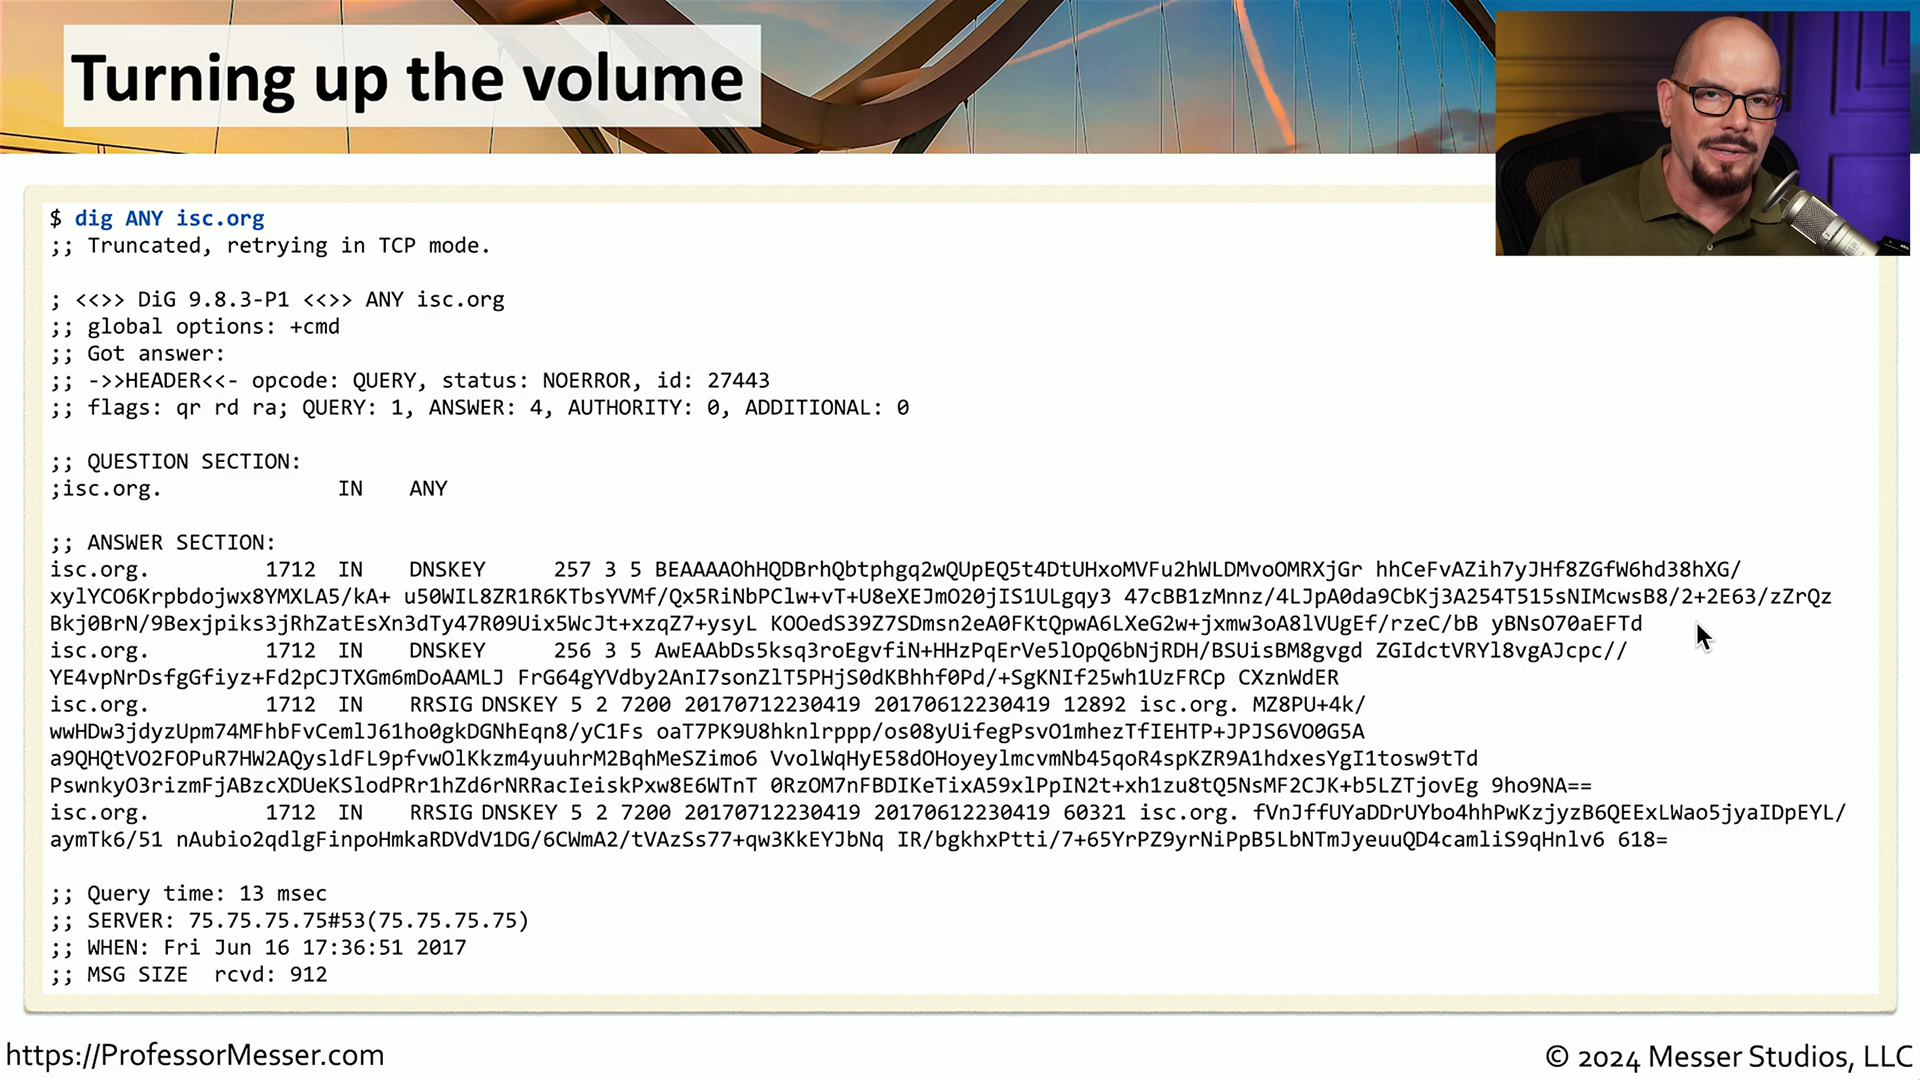 Turning up the volume
$ dig ANY isc.org
;; Truncated, retrying in TCP mode.
; <<>> DiG 9.8.3-P1 <<>> ANY isc.org
;; global options: +cmd
;; Got answer:
;; ->>HEADER<<- opcode: QUERY, status: NOERROR, id: 27443
;; flags: qr rd ra; QUERY: 1, ANSWER: 4, AUTHORITY: 0, ADDITIONAL: 0
;; QUESTION SECTION:
;isc.org. IN ANY
;; ANSWER SECTION:
isc.org. 1712 IN DNSKEY 257 3 5 BEAAAAOhHQDBrhQbtphgq2wQUpEQ5t4DtUHxoMVFu2hWLDMvoOMRXjGr hhCeFvAZih7yJHf8ZGfW6hd38hXG/
xylYCO6Krpbdojwx8YMXLA5/kA+ u50WIL8ZR1R6KTbsYVMf/Qx5RiNbPClw+vT+U8eXEJmO20jIS1ULgqy3 47cBB1zMnnz/4LJpA0da9CbKj3A254T515sNIMcwsB8/2+2E63/zZrQz
Bkj0BrN/9Bexjpiks3jRhZatEsXn3dTy47R09Uix5WcJt+xzqZ7+ysyL KOOedS39Z7SDmsn2eA0FKtQpwA6LXeG2w+jxmw3oA8lVUgEf/rzeC/bB yBNsO70aEFTd
isc.org. 1712 IN DNSKEY 256 3 5 AwEAAbDs5ksq3roEgvfiN+HHzPqErVe5lOpQ6bNjRDH/BSUisBM8gvgd ZGIdctVRYl8vgAJcpc//
YE4vpNrDsfgGfiyz+Fd2pCJTXGm6mDoAAMLJ FrG64gYVdby2AnI7sonZlT5PHjS0dKBhhf0Pd/+SgKNIf25wh1UzFRCp CXznWdER
isc.org. 1712 IN RRSIG DNSKEY 5 2 7200 20170712230419 20170612230419 12892 isc.org. MZ8PU+4k/
wwHDw3jdyzUpm74MFhbFvCemlJ61ho0gkDGNhEqn8/yC1Fs oaT7PK9U8hknlrppp/os08yUifegPsvO1mhezTfIEHTP+JPJS6VO0G5A
a9QHQtVO2FOPuR7HW2AQysldFL9pfvwOlKkzm4yuuhrM2BqhMeSZimo6 VvolWqHyE58dOHoyeylmcvmNb45qoR4spKZR9A1hdxesYgI1tosw9tTd
PswnkyO3rizmFjABzcXDUeKSlodPRr1hZd6rNRRacIeiskPxw8E6WTnT 0RzOM7nFBDIKeTixA59xlPpIN2t+xh1zu8tQ5NsMF2CJK+b5LZTjovEg 9ho9NA==
isc.org. 1712 IN RRSIG DNSKEY 5 2 7200 20170712230419 20170612230419 60321 isc.org. fVnJffUYaDDrUYbo4hhPwKzjyzB6QEExLWao5jyaIDpEYL/
aymTk6/51 nAubio2qdlgFinpoHmkaRDVdV1DG/6CWmA2/tVAzSs77+qw3KkEYJbNq IR/bgkhxPtti/7+65YrPZ9yrNiPpB5LbNTmJyeuuQD4camliS9qHnlv6 618=
;; Query time: 13 msec
;; SERVER: 75.75.75.75#53(75.75.75.75)
;; WHEN: Fri Jun 16 17:36:51 2017
;; MSG SIZE rcvd: 912
https://ProfessorMesser.com
© 2024 Messer Studios, LLC